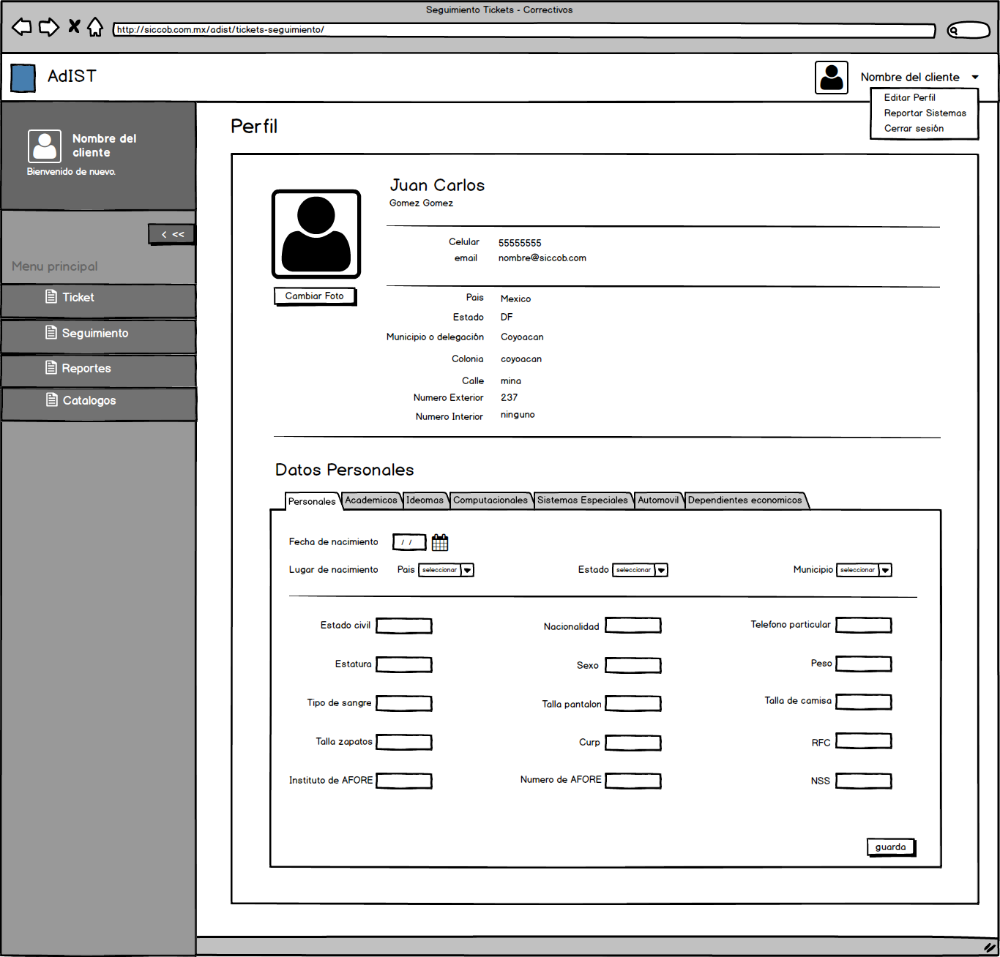 Seguimiento Tickets - Correctivos
http://siccob.com.mx/adist/tickets-seguimiento/
AdIST
Nombre del cliente
Editar Perfil
Reportar Sistemas
Cerrar sesión
Nombre del
cliente
Bienvenido de nuevo.
< <<
Menu principal
Ticket
Seguimiento
Reportes
Catalogos
Perfil
Juan Carlos
Gomez Gomez
Cambiar Foto
Celular 55555555
email nombre@siccob.com
Pais Mexico
Estado DF
Municipio o delegación Coyoacan
Colonia coyoacan
Calle mina
Numero Exterior 237
Numero Interior ninguno
Datos Personales
Personales Academicos Ideomas Computacionales Sistemas Especiales Automovil Dependientes economicos
Fecha de nacimiento / /
Lugar de nacimiento Pais seleccionar Estado seleccionar Municipio seleccionar
Estado civil Nacionalidad Telefono particular
Estatura Sexo Peso
Tipo de sangre Talla pantalon Talla de camisa
Talla zapatos Curp RFC
Instituto de AFORE Numero de AFORE NSS
guarda